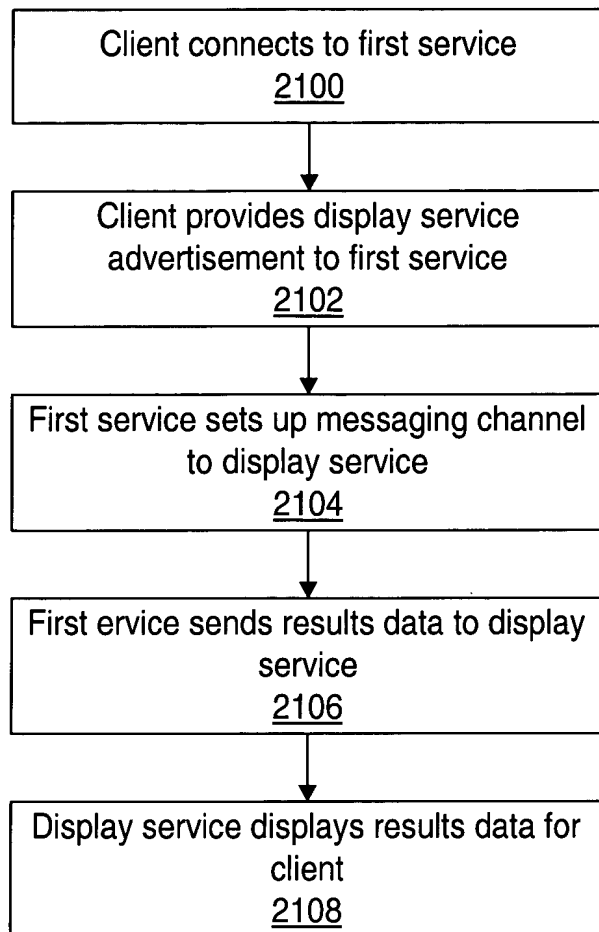 Client connects to first service
2100
Client provides display service
advertisement to first service
2102
First service sets up messaging channel
to display service
2104
First ervice sends results data to display
service
2106
Display service displays results data for
client
2108